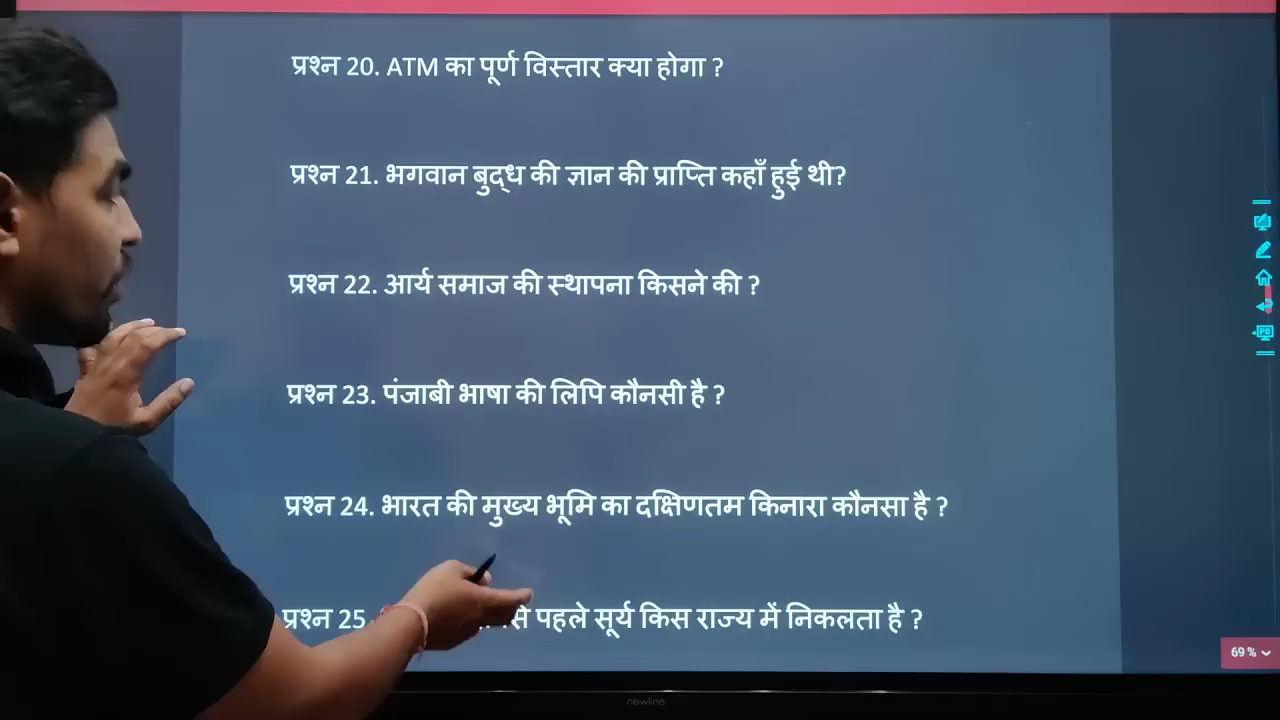 प्रश्न 20. ATM का पूर्ण विस्तार क्या होगा ?
प्रश्न 21. भगवान बुद्ध की ज्ञान की प्राप्ति कहाँ हुई थी?
प्रश्न 22. आर्य समाज की स्थापना किसने की ?
प्रश्न 23. पंजाबी भाषा की लिपि कौनसी है ?
प्रश्न 24. भारत की मुख्य भूमि का दक्षिणतम किनारा कौनसा है ?
प्रश्न 25 से पहले सूर्य किस राज्य में निकलता है ?
69 %
newline